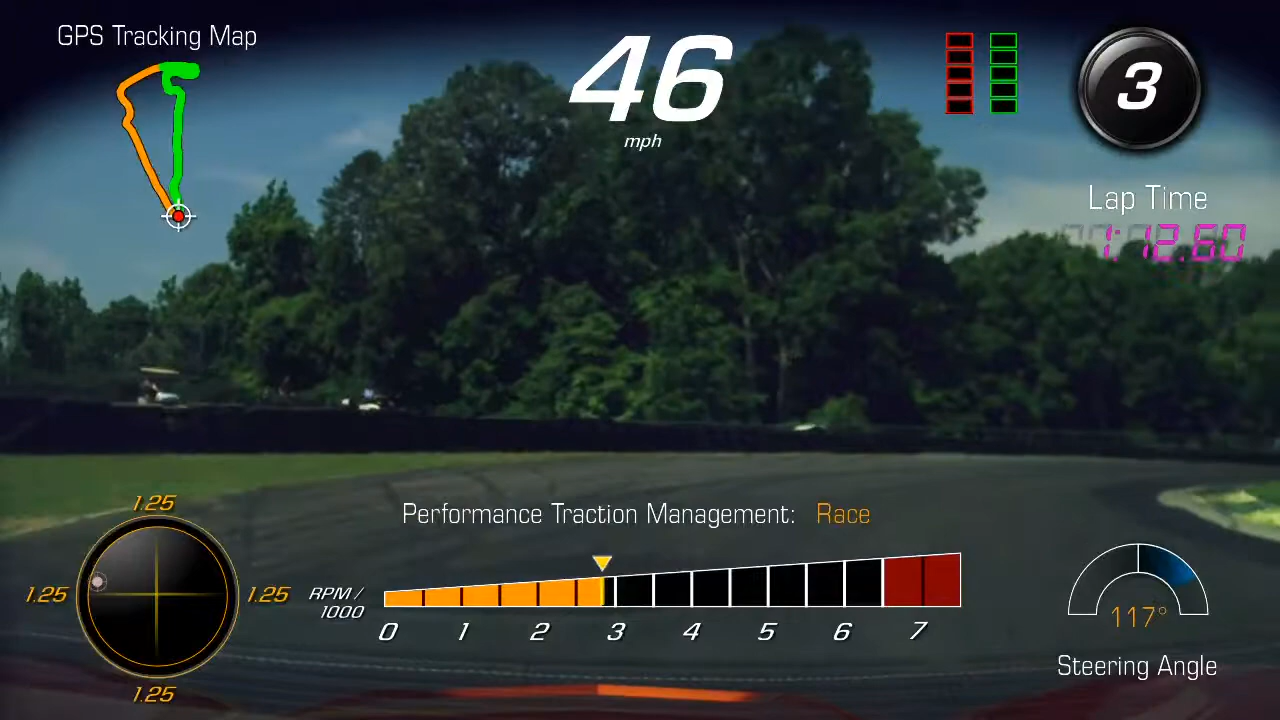 GPS Tracking Map
46
mph
3
Lap Time
1:12.60
1.25
1.25
1.25
1.25
Performance Traction Management: Race
RPM /
1000
0 1 2 3 4 5 6 7
117°
Steering Angle